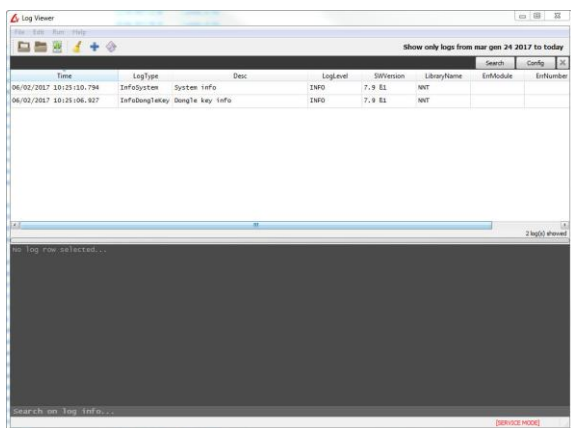 Log Viewer
File Edit Run Help
Show only logs from mar gen 24 2017 to today
Search Config
Time LogType Desc LogLevel SWVersion LibraryName ErrModule ErrNumber
06/02/2017 10:25:10.794 InfoSystem System info INFO 7.9 §1 NNT
06/02/2017 10:25:06.927 InfoDongleKey Dongle key info INFO 7.9 §1 NNT
2 log(s) showed
no log row selected...
Search on log info...
[SERVICE MODE]